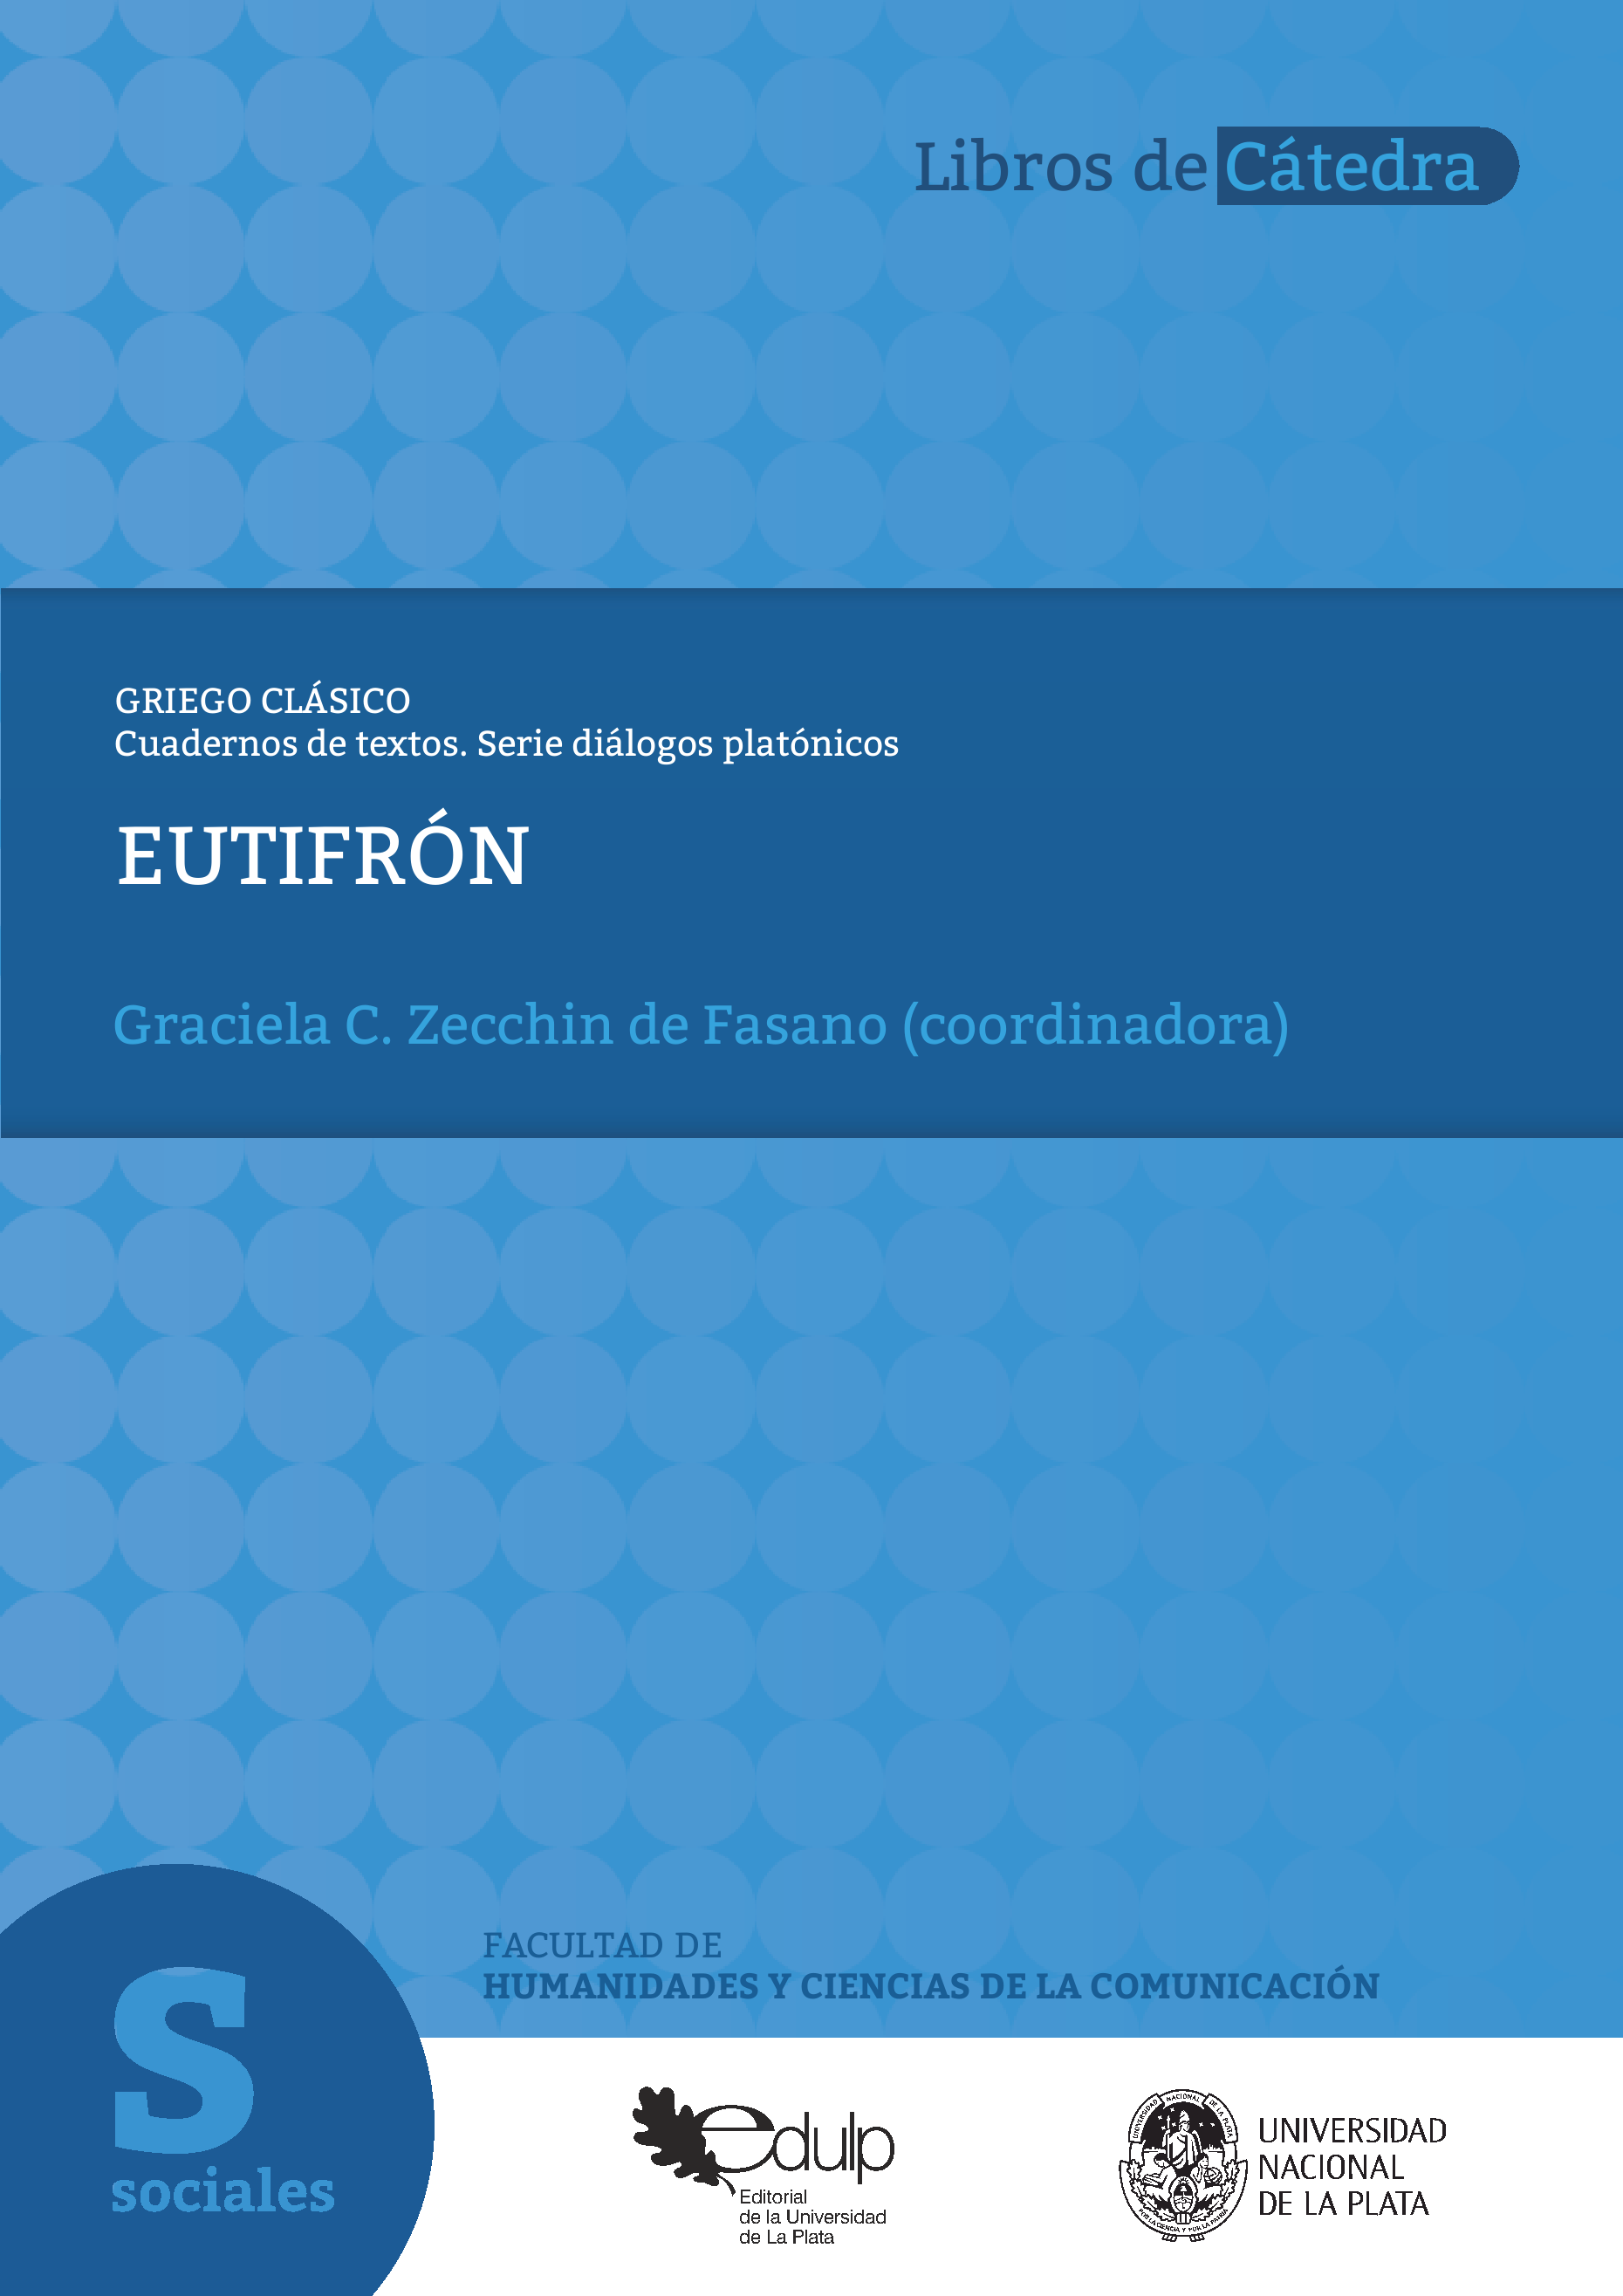 Libros de Cátedra
GRIEGO CLÁSICO
Cuadernos de textos. Serie diálogos platónicos
EUTIFRÓN
Graciela C. Zecchin de Fasano (coordinadora)
FACULTAD DE
HUMANIDADES Y CIENCIAS DE LA COMUNICACIÓN
S
sociales
edulp
Editorial
de la Universidad
de La Plata
UNIVERSIDAD NACIONAL DE LA PLATA
POR LA CIENCIA Y POR LA PATRIA
UNIVERSIDAD
NACIONAL
DE LA PLATA